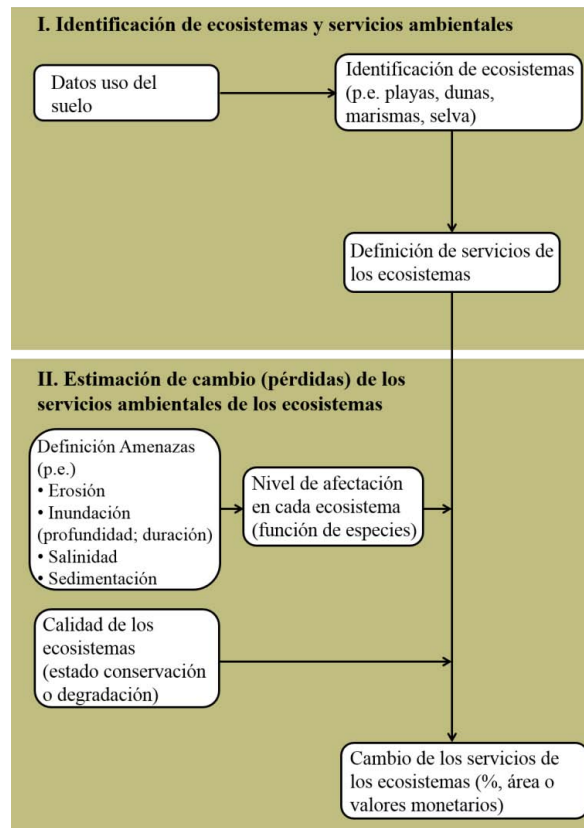 I. Identificación de ecosistemas y servicios ambientales
Datos uso del
suelo
Identificación de ecosistemas
(p.e. playas, dunas,
marismas, selva)
Definición de servicios de
los ecosistemas
II. Estimación de cambio (pérdidas) de los
servicios ambientales de los ecosistemas
Definición Amenazas
(p.e.)
• Erosión
• Inundación
(profundidad; duración)
• Salinidad
• Sedimentación
Nivel de afectación
en cada ecosistema
(función de especies)
Calidad de los
ecosistemas
(estado conservación
o degradación)
Cambio de los servicios de
los ecosistemas (%, área o
valores monetarios)